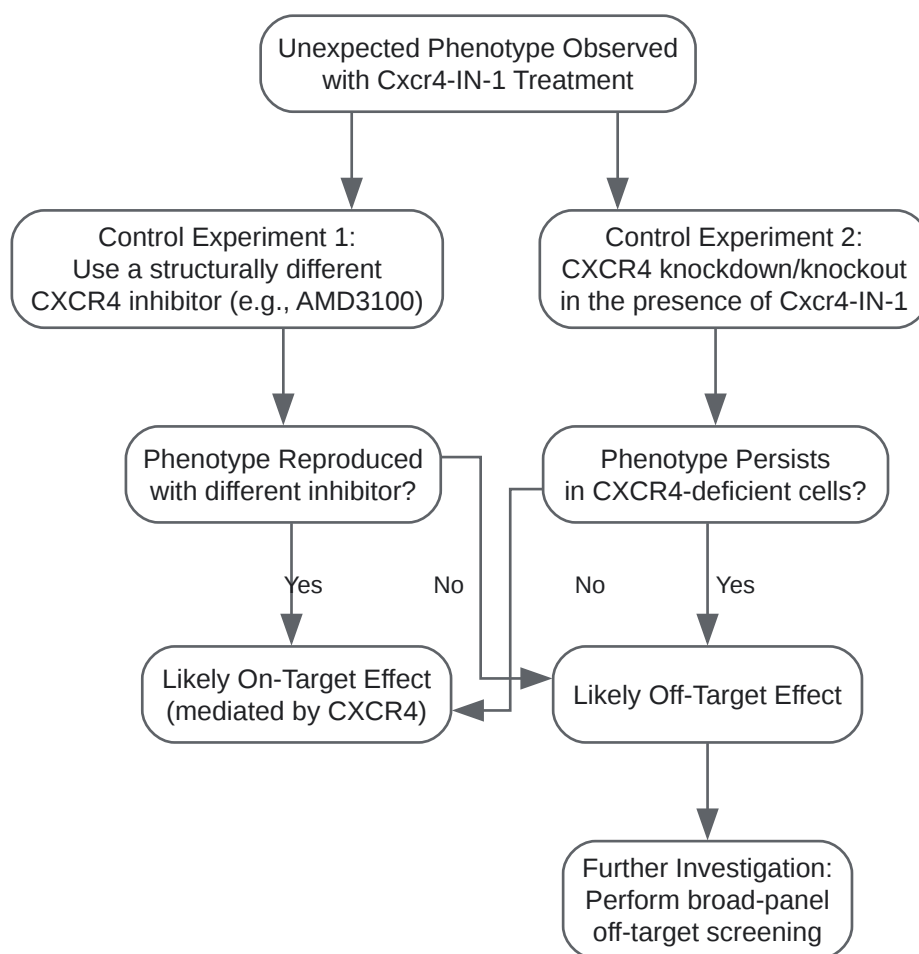 Unexpected Phenotype Observed
with Cxcr4-IN-1 Treatment
Control Experiment 1:
Use a structurally different
CXCR4 inhibitor (e.g., AMD3100)
Control Experiment 2:
CXCR4 knockdown/knockout
in the presence of Cxcr4-IN-1
Phenotype Reproduced
with different inhibitor?
Phenotype Persists
in CXCR4-deficient cells?
Yes
No
No
Yes
Likely On-Target Effect
(mediated by CXCR4)
Likely Off-Target Effect
Further Investigation:
Perform broad-panel
off-target screening